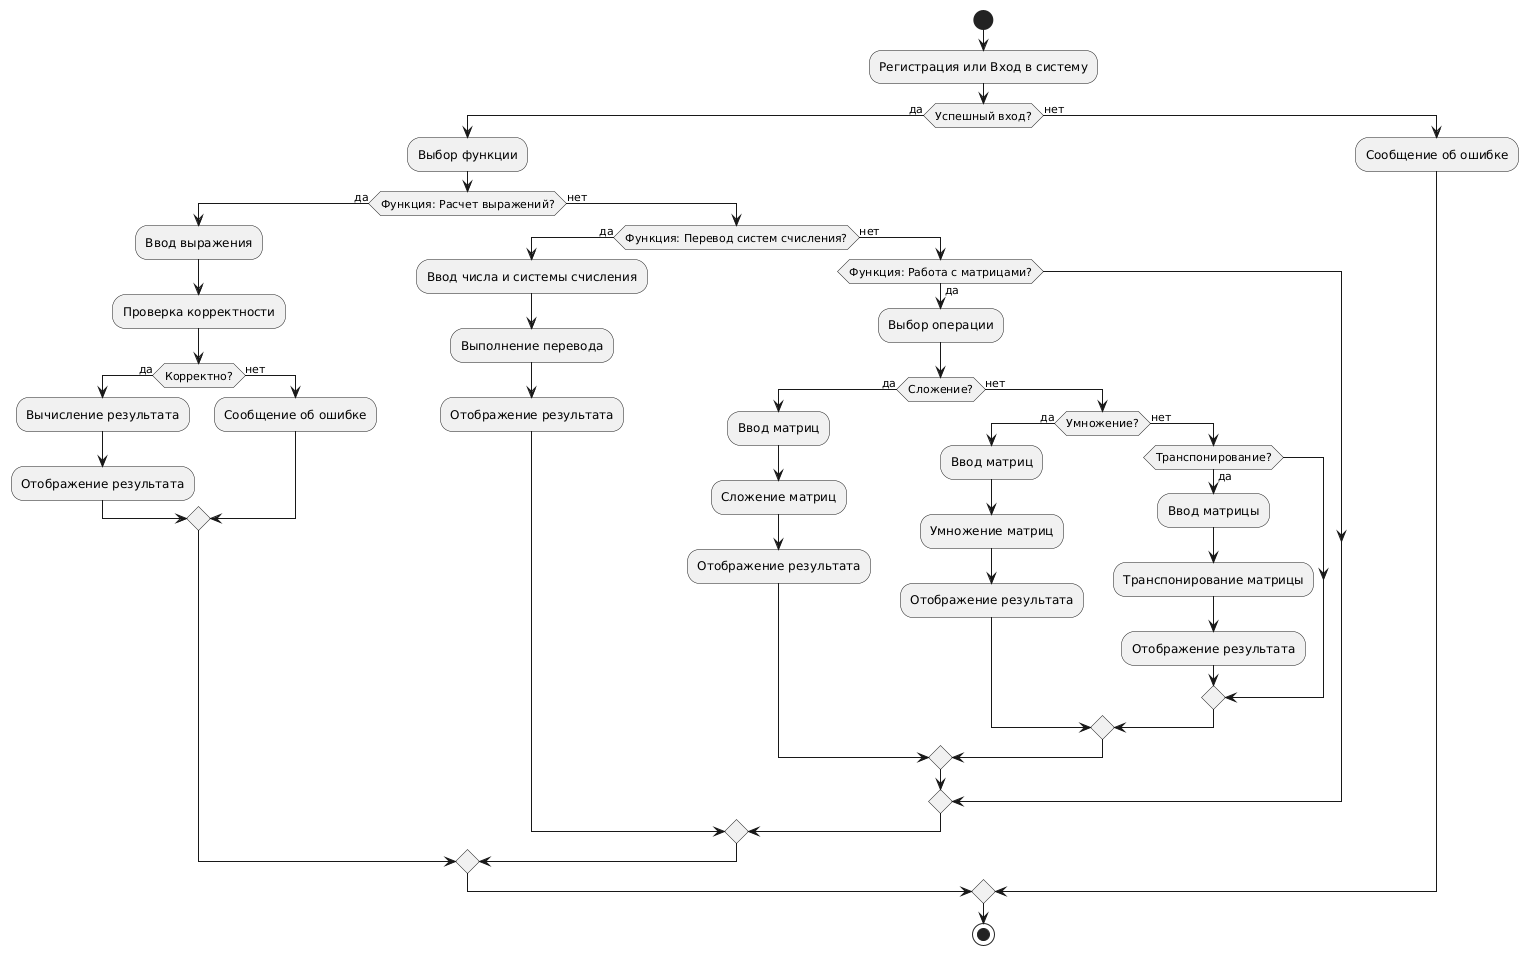 Регистрация или Вход в систему
да
Успешный вход?
нет
Выбор функции
Сообщение об ошибке
да
Функция: Расчет выражений?
нет
Ввод выражения
да
Функция: Перевод систем счисления?
нет
Ввод числа и системы счисления
Функция: Работа с матрицами?
да
Проверка корректности
Выполнение перевода
Выбор операции
да
Корректно?
нет
да
Сложение?
нет
Вычисление результата
Сообщение об ошибке
Отображение результата
Ввод матриц
да
Умножение?
нет
Отображение результата
Ввод матриц
Транспонирование?
да
Сложение матриц
Ввод матрицы
Умножение матриц
Отображение результата
Транспонирование матрицы
Отображение результата
Отображение результата